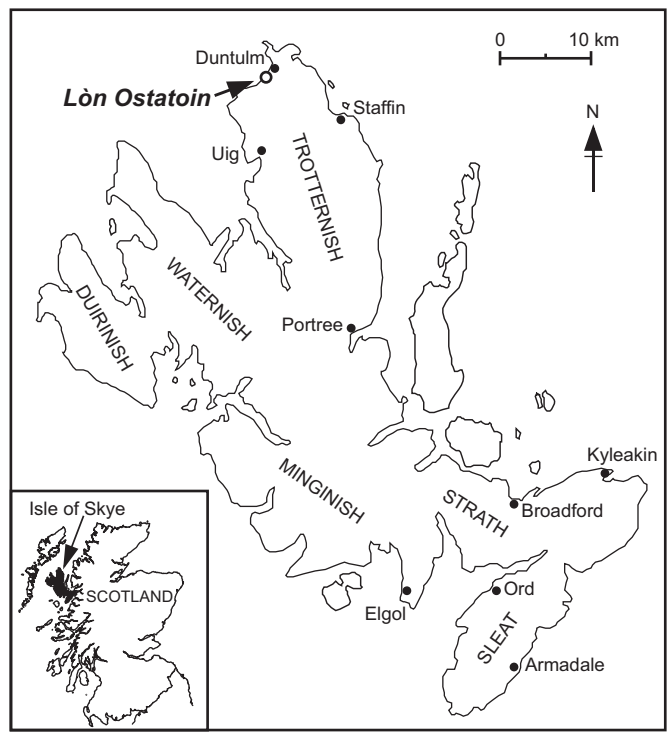 0 10 km
Duntulm
Lòn Ostatoin
Staffin
N
Uig
TROTTERNISH
WATERNISH
DUIRINISH
Portree
Kyleakin
MINGINISH
STRATH
Broadford
Isle of Skye
SCOTLAND
Elgol
Ord
SLEAT
Armadale